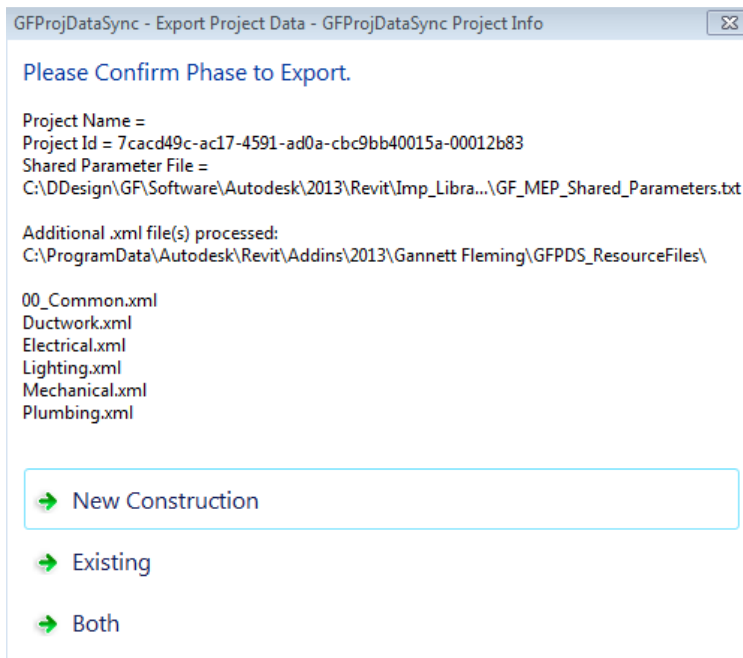 GFProjDataSync - Export Project Data - GFProjDataSync Project Info
Please Confirm Phase to Export.
Project Name =
Project Id = 7cacd49c-ac17-4591-ad0a-cbc9bb40015a-00012b83
Shared Parameter File =
C:\DDesign\GF\Software\Autodesk\2013\Revit\Imp_Libra...\GF_MEP_Shared_Parameters.txt
Additional .xml file(s) processed:
C:\ProgramData\Autodesk\Revit\Addins\2013\Gannett Fleming\GFPDS_ResourceFiles\
00_Common.xml
Ductwork.xml
Electrical.xml
Lighting.xml
Mechanical.xml
Plumbing.xml
New Construction
Existing
Both